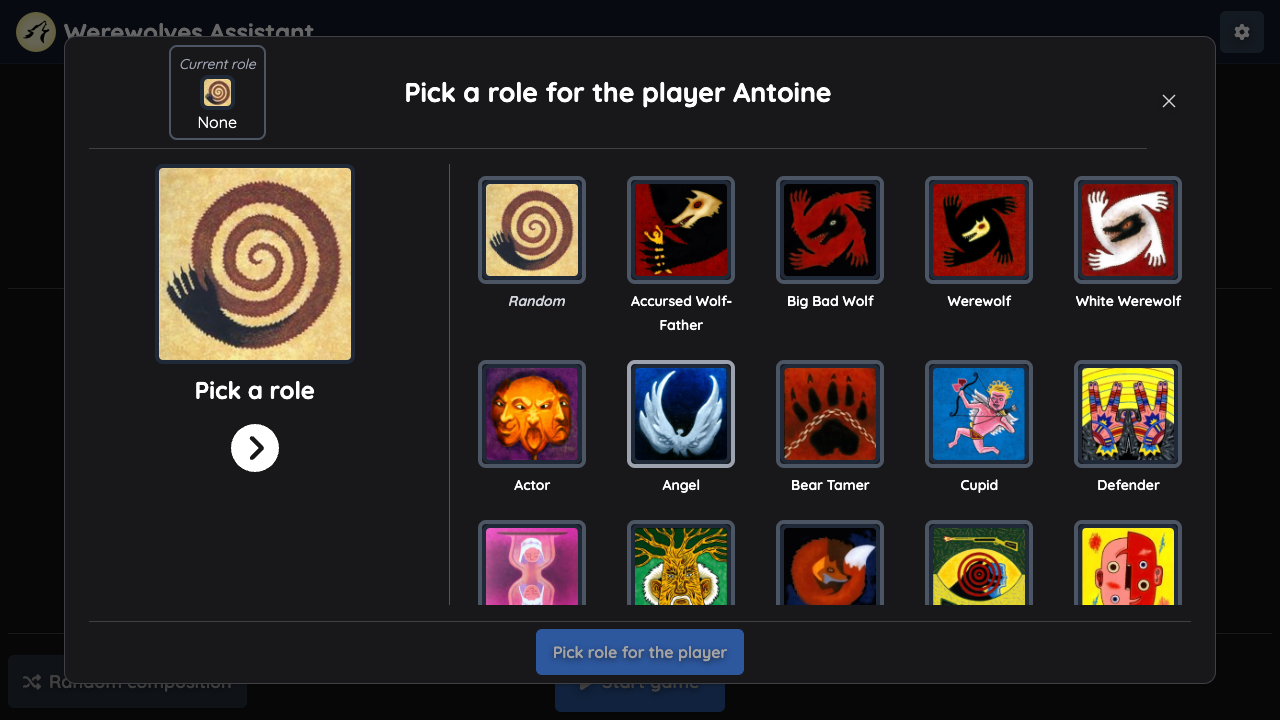 Werewolves Assistant
Current role
None
Pick a role for the player Antoine
Pick a role
Random
Accursed Wolf-
Father
Big Bad Wolf
Werewolf
White Werewolf
Actor
Angel
Bear Tamer
Cupid
Defender
Pick role for the player
Random composition
Start game